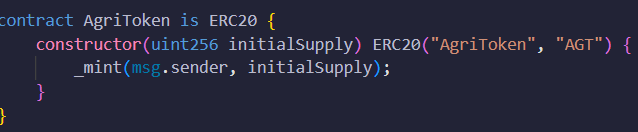 contract AgriToken is ERC20 {
    constructor(uint256 initialSupply) ERC20("AgriToken", "AGT") {
        _mint(msg.sender, initialSupply);
    }
}